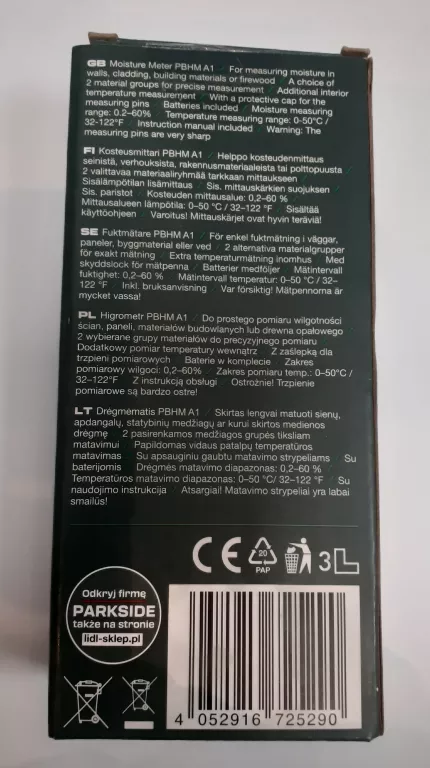 GB Moisture Meter PBHM A1 / For measuring moisture in
walls, cladding, building materials or firewood / A choice of
2 material groups for precise measurement / Additional interior
temperature measurement / With a protective cap for the
measuring pins / Batteries included / Moisture measuring
range: 0.2–60% / Temperature measuring range: 0-50°C /
32-122°F / Instruction manual included / Warning: The
measuring pins are very sharp
FI Kosteusmittari PBHM A1 / Helppo kosteudenmittaus
seinistä, verhouksista, rakennusmateriaaleista tai polttopuusta
2 valittavaa materiaaliryhmää tarkkaan mittaukseen /
Sisälämpötilan lisämittaus / Sis. mittauskärkien suojuksen /
Sis. paristot / Kosteuden mittausalue: 0,2–60 % /
Mittausalueen lämpötila: 0–50 °C / 32–122 °F / Sisältää
käyttöohjeen / Varoitus! Mittauskärjet ovat hyvin teräviä!
SE Fuktmätare PBHM A1 / För enkel fuktmätning i väggar,
paneler, byggmaterial eller ved / 2 alternativa materialgrupper
för exakt mätning / Extra temperaturmätning inomhus / Med
skyddslock för mätpenna / Batterier medföljer / Mätintervall
fuktighet: 0,2–60 % / Mätintervall temperatur: 0–50 °C / 32–
122 °F / Inkl. bruksanvisning / Var försiktig! Mätpennorna är
mycket vassa!
PL Higrometr PBHM A1 / Do prostego pomiaru wilgotności
ścian, paneli, materiałów budowlanych lub drewna opałowego
2 wybierane grupy materiałów do precyzyjnego pomiaru /
Dodatkowy pomiar temperatury wewnątrz / Z zaślepką dla
trzpieni pomiarowych / Baterie w komplecie / Zakres
pomiarowy wilgoci: 0,2–60% / Zakres pomiaru temp.: 0–50°C/
32–122°F / Z instrukcją obsługi / Ostrożnie! Trzpienie
pomiarowe są bardzo ostre!
LT Drėgmėmatis PBHM A1 / Skirtas lengvai matuoti sienų,
apdangalų, statybinių medžiagų ar kurui skirtos medienos
drėgmę / 2 pasirenkamos medžiagos grupės tiksliam
matavimui / Papildomas vidaus patalpų temperatūros
matavimas / Su apsauginiu gaubtu matavimo strypeliams / Su
baterijomis / Drėgmės matavimo diapazonas: 0,2–60 % /
Temperatūros matavimo diapazonas: 0–50 °C/ 32–122 °F / Su
naudojimo instrukcija / Atsargiai! Matavimo strypeliai yra labai
smailūs!
CE
20
PAP
3L
Odkryj firmę
PARKSIDE
także na stronie
lidl-sklep.pl
4 052916 725290